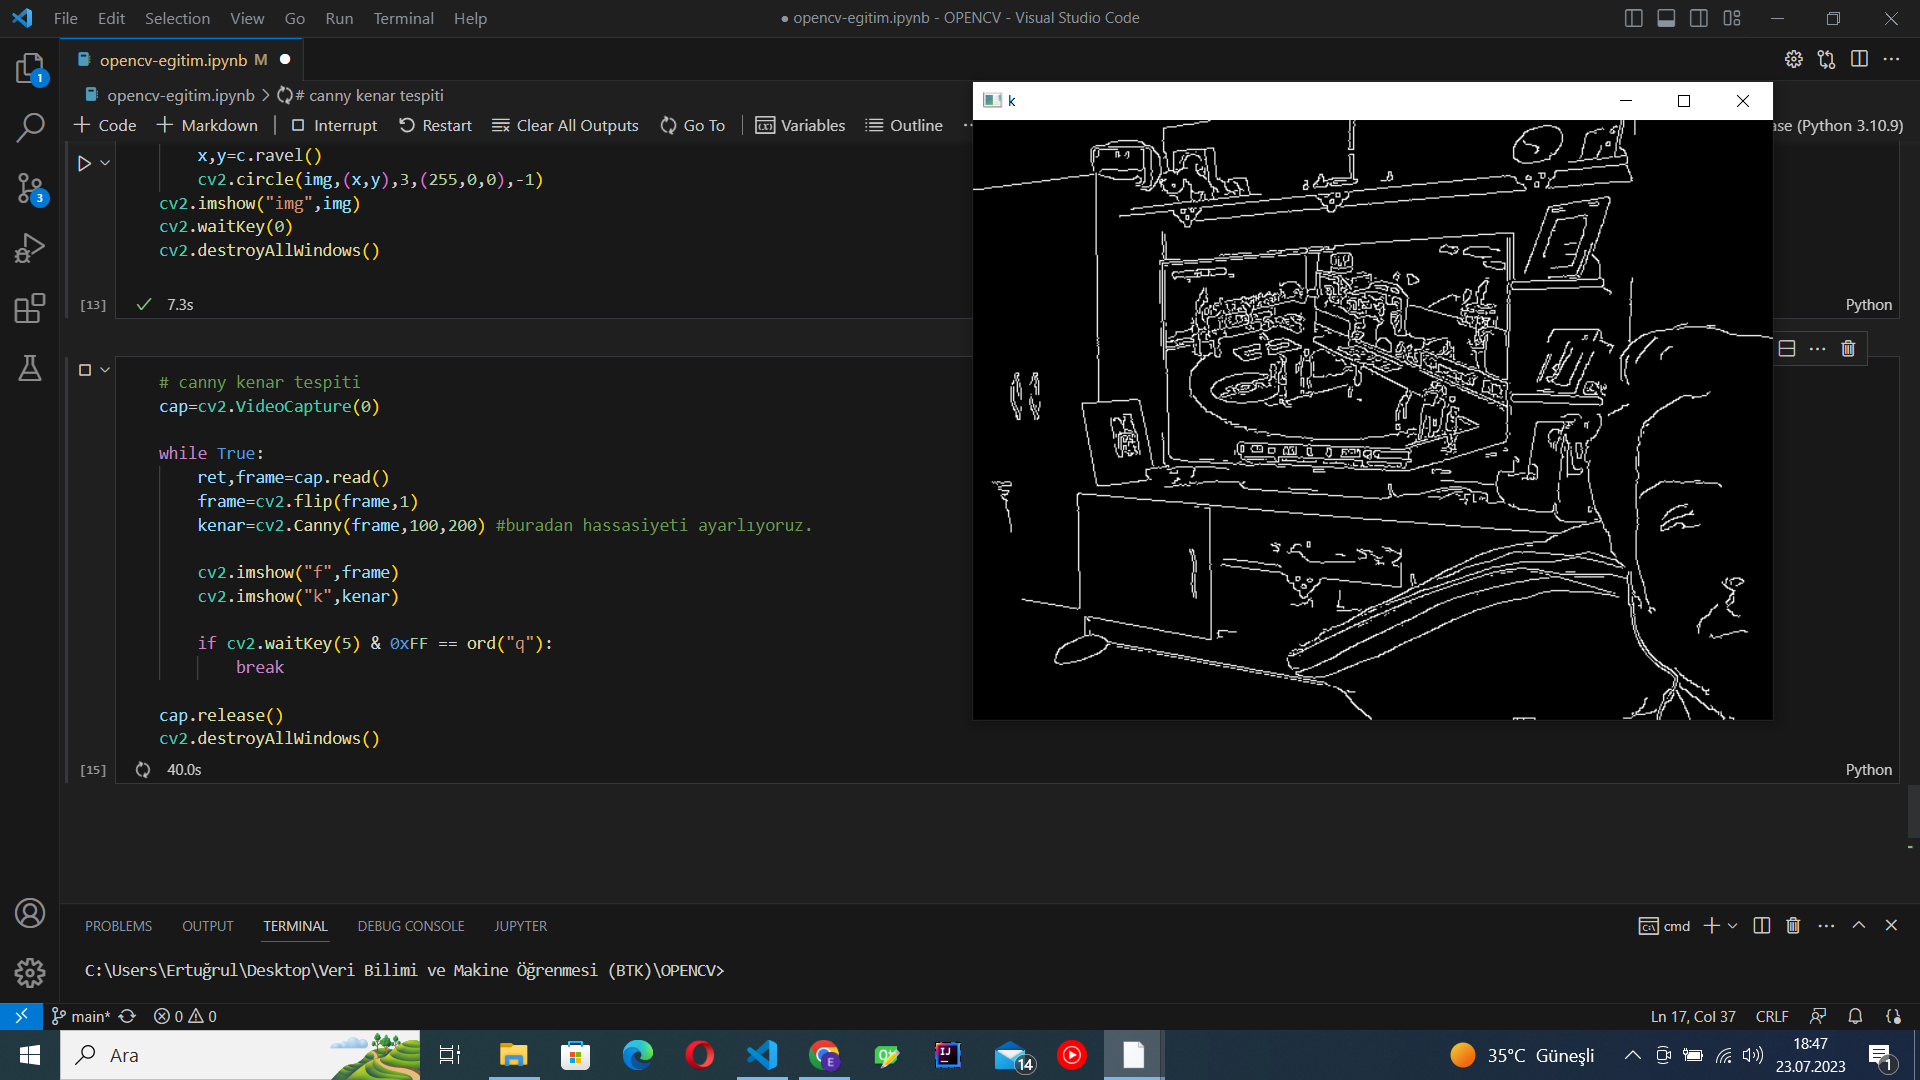 File Edit Selection View Go Run Terminal Help
● opencv-egitim.ipynb - OPENCV - Visual Studio Code
opencv-egitim.ipynb M
opencv-egitim.ipynb > # canny kenar tespiti
Code Markdown Interrupt Restart Clear All Outputs Go To Variables Outline ase (Python 3.10.9)
k
x,y=c.ravel()
cv2.circle(img,(x,y),3,(255,0,0),-1)
cv2.imshow("img",img)
cv2.waitKey(0)
cv2.destroyAllWindows()
[13] 7.3s Python
# canny kenar tespiti
cap=cv2.VideoCapture(0)
while True:
ret,frame=cap.read()
frame=cv2.flip(frame,1)
kenar=cv2.Canny(frame,100,200) #buradan hassasiyeti ayarlıyoruz.
cv2.imshow("f",frame)
cv2.imshow("k",kenar)
if cv2.waitKey(5) & 0xFF == ord("q"):
break
cap.release()
cv2.destroyAllWindows()
[15] 40.0s Python
PROBLEMS OUTPUT TERMINAL DEBUG CONSOLE JUPYTER
cmd
C:\Users\Ertuğrul\Desktop\Veri Bilimi ve Makine Öğrenmesi (BTK)\OPENCV>
main* 0 0 Ln 17, Col 37 CRLF
Ara
14
35°C Güneşli
18:47
23.07.2023
1
1
3